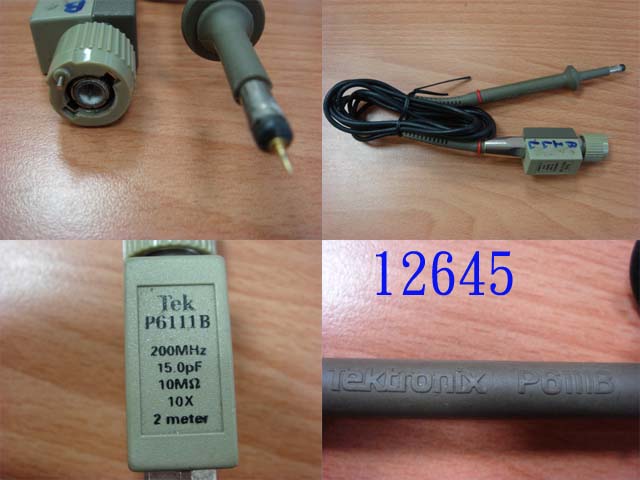 Tek
P6111B
200MHz
15.0pF
10MΩ
10X
2 meter
12645
Tektronix P6111B